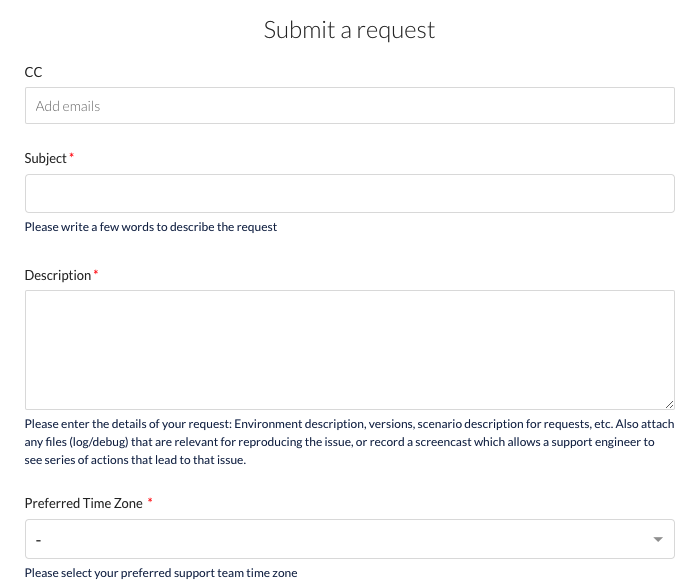 Submit a request
CC
Add emails
Subject *
Please write a few words to describe the request
Description *
Please enter the details of your request: Environment description, versions, scenario description for requests, etc. Also attach
any files (log/debug) that are relevant for reproducing the issue, or record a screencast which allows a support engineer to
see series of actions that lead to that issue.
Preferred Time Zone *
-
Please select your preferred support team time zone